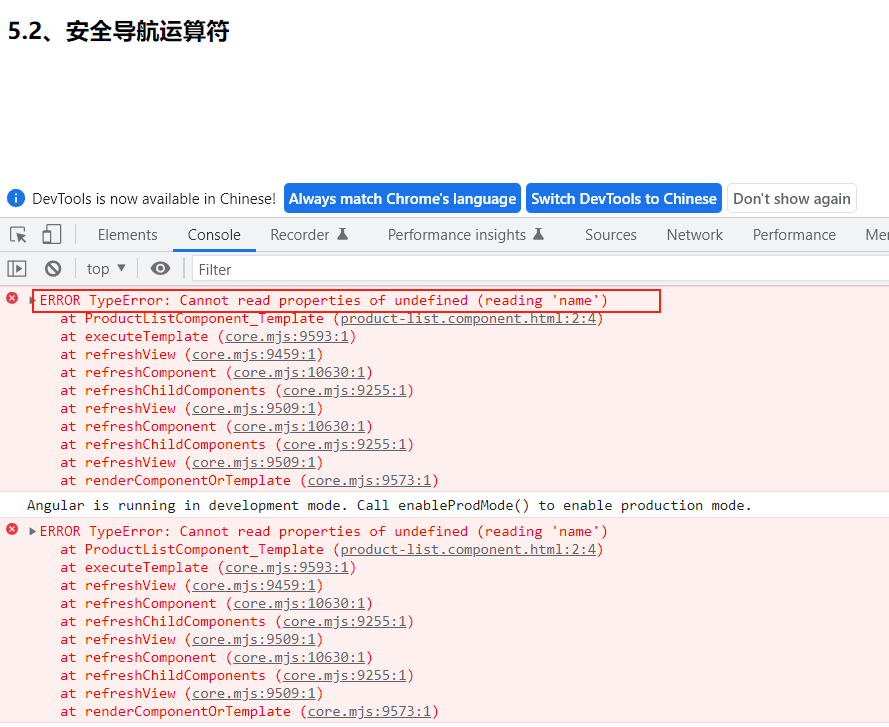 5.2、安全导航运算符
DevTools is now available in Chinese! Always match Chrome's language Switch DevTools to Chinese Don't show again
Elements Console Recorder Performance insights Sources Network Performance Mer
top Filter
ERROR TypeError: Cannot read properties of undefined (reading 'name')
at ProductListComponent_Template (product-list.component.html:2:4)
at executeTemplate (core.mjs:9593:1)
at refreshView (core.mjs:9459:1)
at refreshComponent (core.mjs:10630:1)
at refreshChildComponents (core.mjs:9255:1)
at refreshView (core.mjs:9509:1)
at refreshComponent (core.mjs:10630:1)
at refreshChildComponents (core.mjs:9255:1)
at refreshView (core.mjs:9509:1)
at renderComponentOrTemplate (core.mjs:9573:1)
Angular is running in development mode. Call enableProdMode() to enable production mode.
ERROR TypeError: Cannot read properties of undefined (reading 'name')
at ProductListComponent_Template (product-list.component.html:2:4)
at executeTemplate (core.mjs:9593:1)
at refreshView (core.mjs:9459:1)
at refreshComponent (core.mjs:10630:1)
at refreshChildComponents (core.mjs:9255:1)
at refreshView (core.mjs:9509:1)
at refreshComponent (core.mjs:10630:1)
at refreshChildComponents (core.mjs:9255:1)
at refreshView (core.mjs:9509:1)
at renderComponentOrTemplate (core.mjs:9573:1)